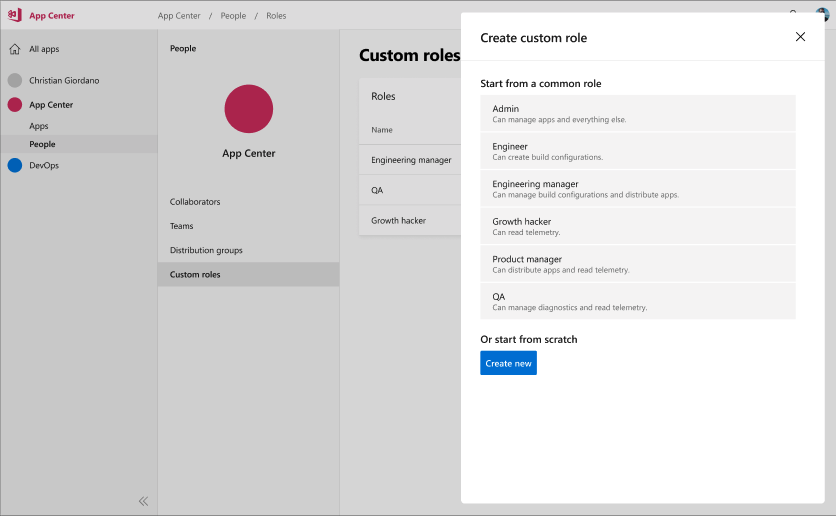 App Center
App Center / People / Roles
All apps
Christian Giordano
App Center
Apps
People
DevOps
People
App Center
Collaborators
Teams
Distribution groups
Custom roles
Custom roles
Roles
Name
Engineering manager
QA
Growth hacker
Create custom role
Start from a common role
Admin
Can manage apps and everything else.
Engineer
Can create build configurations.
Engineering manager
Can manage build configurations and distribute apps.
Growth hacker
Can read telemetry.
Product manager
Can distribute apps and read telemetry.
QA
Can manage diagnostics and read telemetry.
Or start from scratch
Create new